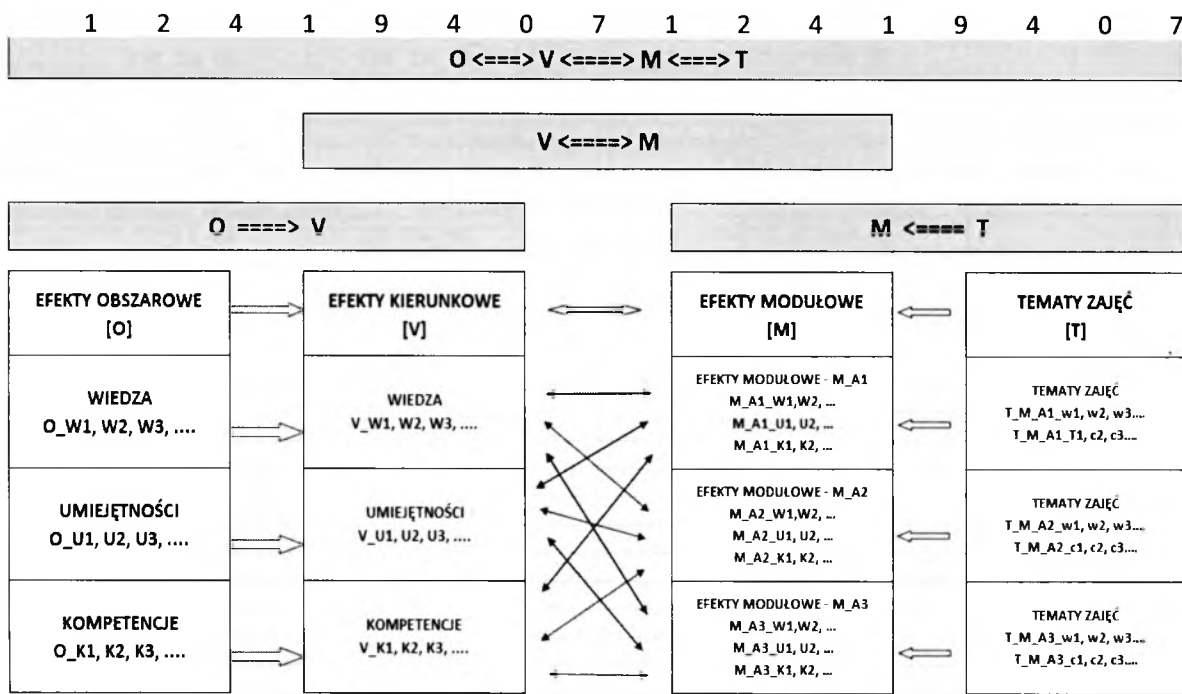 1 2 4 1 9 4 0 7 1 2 4 1 9 4 0 7
O <===> V <====> M <===> T
V <====> M
O ====> V
M <==== T
EFEKTY OBSZAROWE
[O]
EFEKTY KIERUNKOWE
[V]
EFEKTY MODUŁOWE
[M]
TEMATY ZAJĘĆ
[T]
WIEDZA
O_W1, W2, W3, ....
WIEDZA
V_W1, W2, W3, ....
EFEKTY MODUŁOWE - M_A1
M_A1_W1,W2, ...
M_A1_U1, U2, ...
M_A1_K1, K2, ...
TEMATY ZAJĘĆ
T_M_A1_w1, w2, w3....
T_M_A1_T1, c2, c3....
UMIEJĘTNOŚCI
O_U1, U2, U3, ....
UMIEJĘTNOŚCI
V_U1, U2, U3, ....
EFEKTY MODUŁOWE - M_A2
M_A2_W1,W2, ...
M_A2_U1, U2, ...
M_A2_K1, K2, ...
TEMATY ZAJĘĆ
T_M_A2_w1, w2, w3....
T_M_A2_c1, c2, c3....
KOMPETENCJE
O_K1, K2, K3, ....
KOMPETENCJE
V_K1, K2, K3, ....
EFEKTY MODUŁOWE - M_A3
M_A3_W1,W2, ...
M_A3_U1, U2, ...
M_A3_K1, K2, ...
TEMATY ZAJĘĆ
T_M_A3_w1, w2, w3....
T_M_A3_c1, c2, c3....